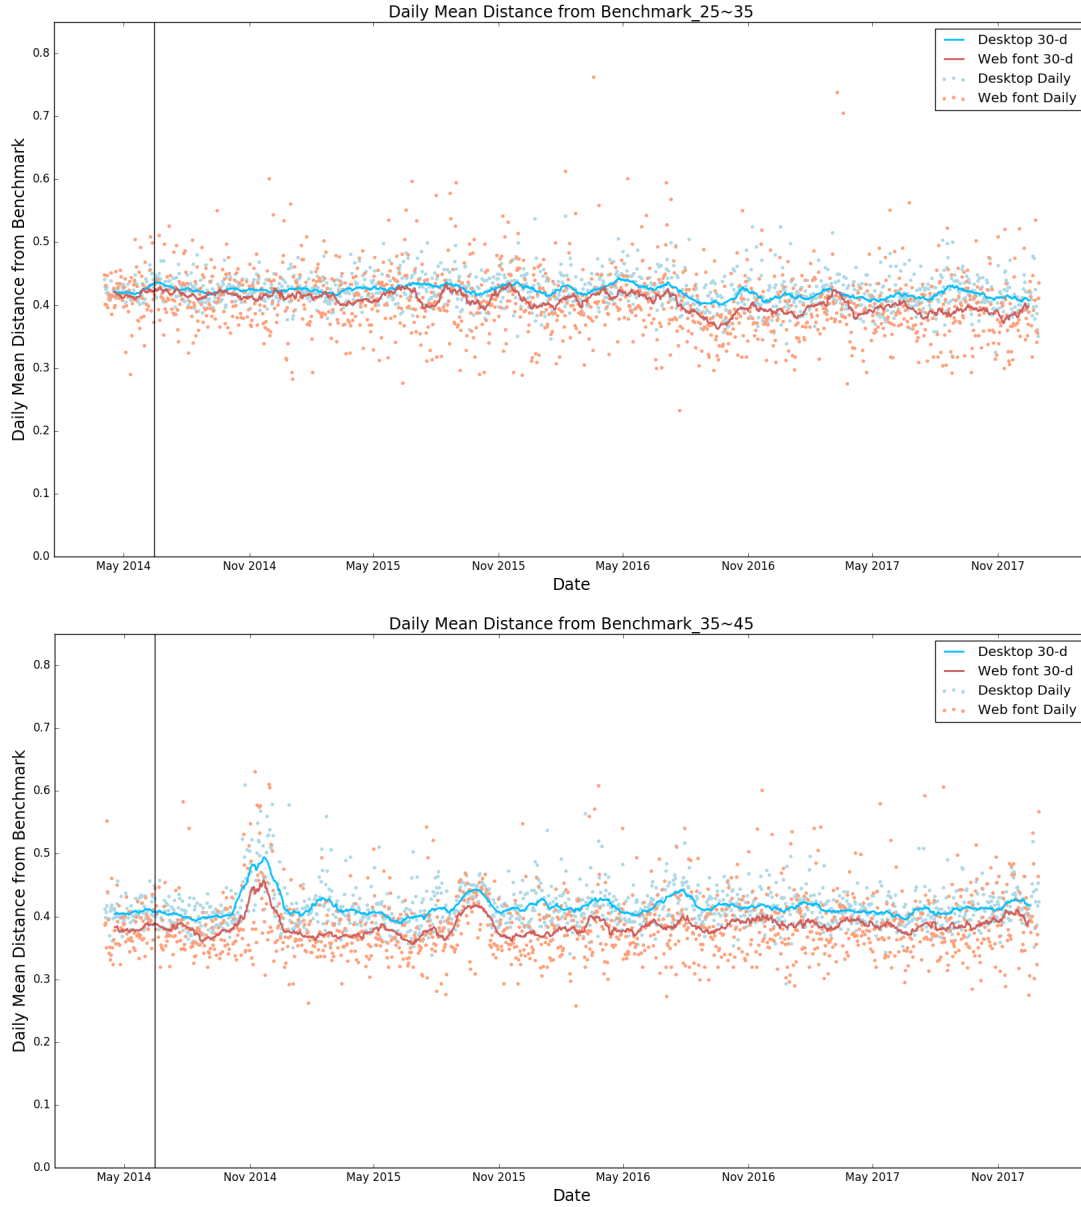 Daily Mean Distance from Benchmark_25~35
Daily Mean Distance from Benchmark
0.8
0.7
0.6
0.5
0.4
0.3
0.2
0.1
0.0
Desktop 30-d
Web font 30-d
Desktop Daily
Web font Daily
May 2014
Nov 2014
May 2015
Nov 2015
May 2016
Nov 2016
May 2017
Nov 2017
Date
Daily Mean Distance from Benchmark_35~45
Daily Mean Distance from Benchmark
0.8
0.7
0.6
0.5
0.4
0.3
0.2
0.1
0.0
Desktop 30-d
Web font 30-d
Desktop Daily
Web font Daily
May 2014
Nov 2014
May 2015
Nov 2015
May 2016
Nov 2016
May 2017
Nov 2017
Date